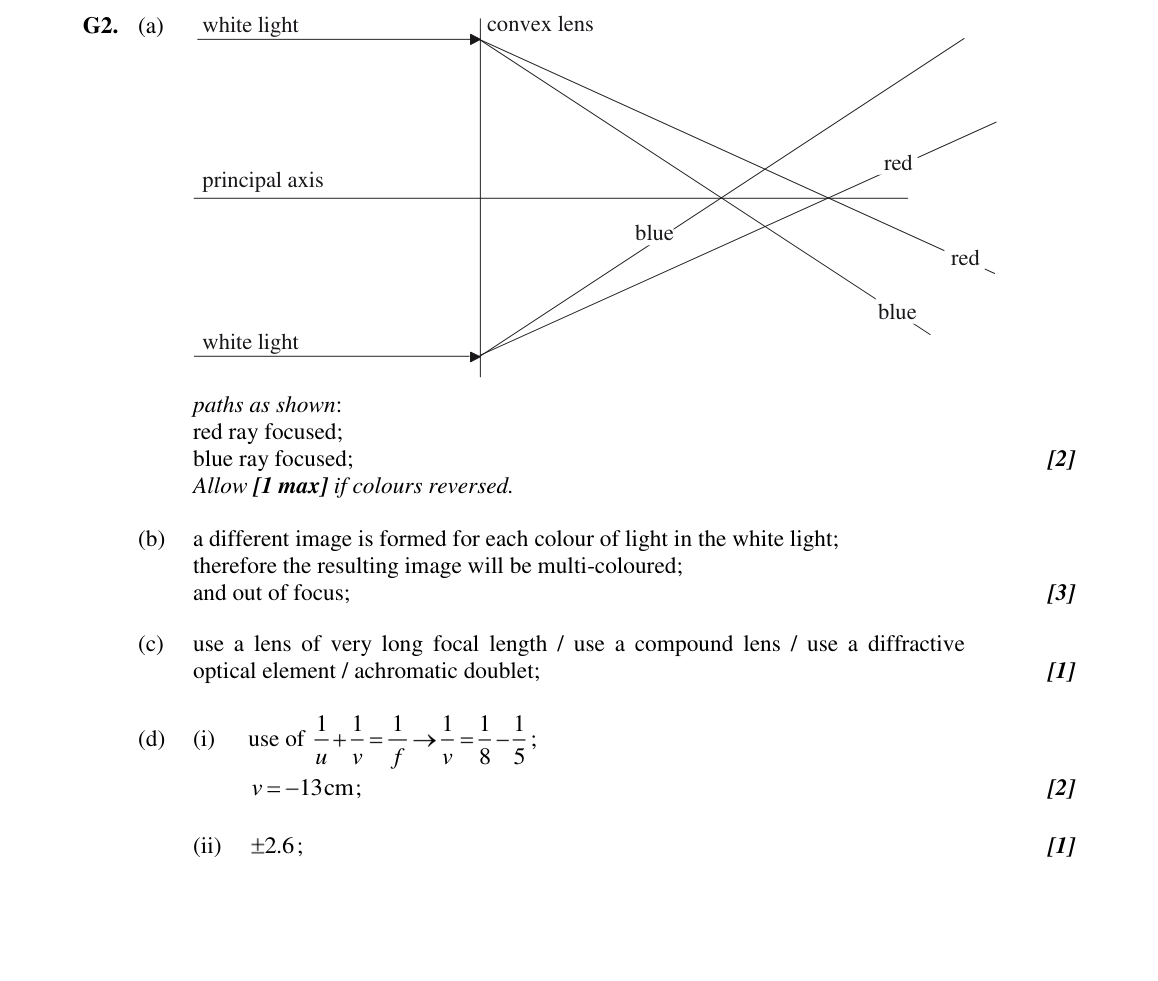 G2. (a) white light convex lens
red
principal axis
blue
red
blue
white light
paths as shown:
red ray focused;
blue ray focused; [2]
Allow [1 max] if colours reversed.
(b) a different image is formed for each colour of light in the white light;
therefore the resulting image will be multi-coloured;
and out of focus; [3]
(c) use a lens of very long focal length / use a compound lens / use a diffractive
optical element / achromatic doublet; [1]
(d) (i) use of 1/u + 1/v = 1/f → 1/v = 1/8 − 1/5;
v = −13cm; [2]
(ii) ±2.6; [1]